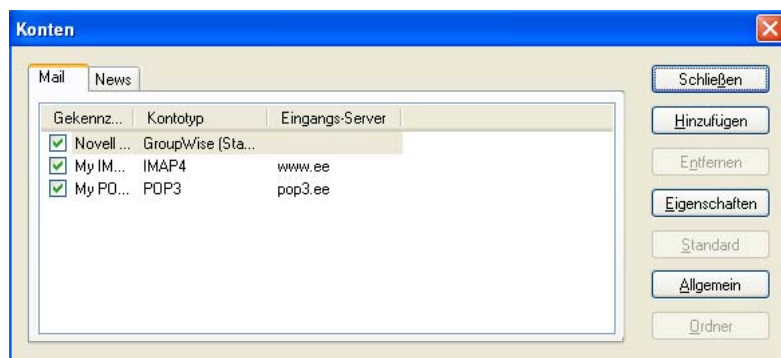 Konten
Mail News
Gekennz... Kontotyp Eingangs-Server
Novell ... GroupWise (Sta...
My IM... IMAP4 www.ee
My PO... POP3 pop3.ee
Schließen
Hinzufügen
Entfernen
Eigenschaften
Standard
Allgemein
Ordner